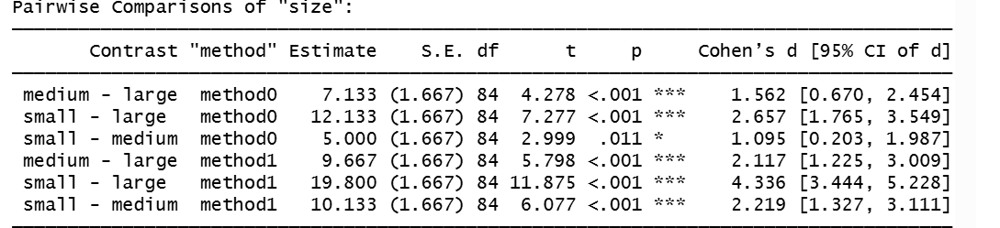 Pairwise Comparisons of "size":
Contrast "method" Estimate S.E. df t p Cohen’s d [95% CI of d]
medium - large method0 7.133 (1.667) 84 4.278 <.001 *** 1.562 [0.670, 2.454]
small - large method0 12.133 (1.667) 84 7.277 <.001 *** 2.657 [1.765, 3.549]
small - medium method0 5.000 (1.667) 84 2.999 .011 * 1.095 [0.203, 1.987]
medium - large method1 9.667 (1.667) 84 5.798 <.001 *** 2.117 [1.225, 3.009]
small - large method1 19.800 (1.667) 84 11.875 <.001 *** 4.336 [3.444, 5.228]
small - medium method1 10.133 (1.667) 84 6.077 <.001 *** 2.219 [1.327, 3.111]